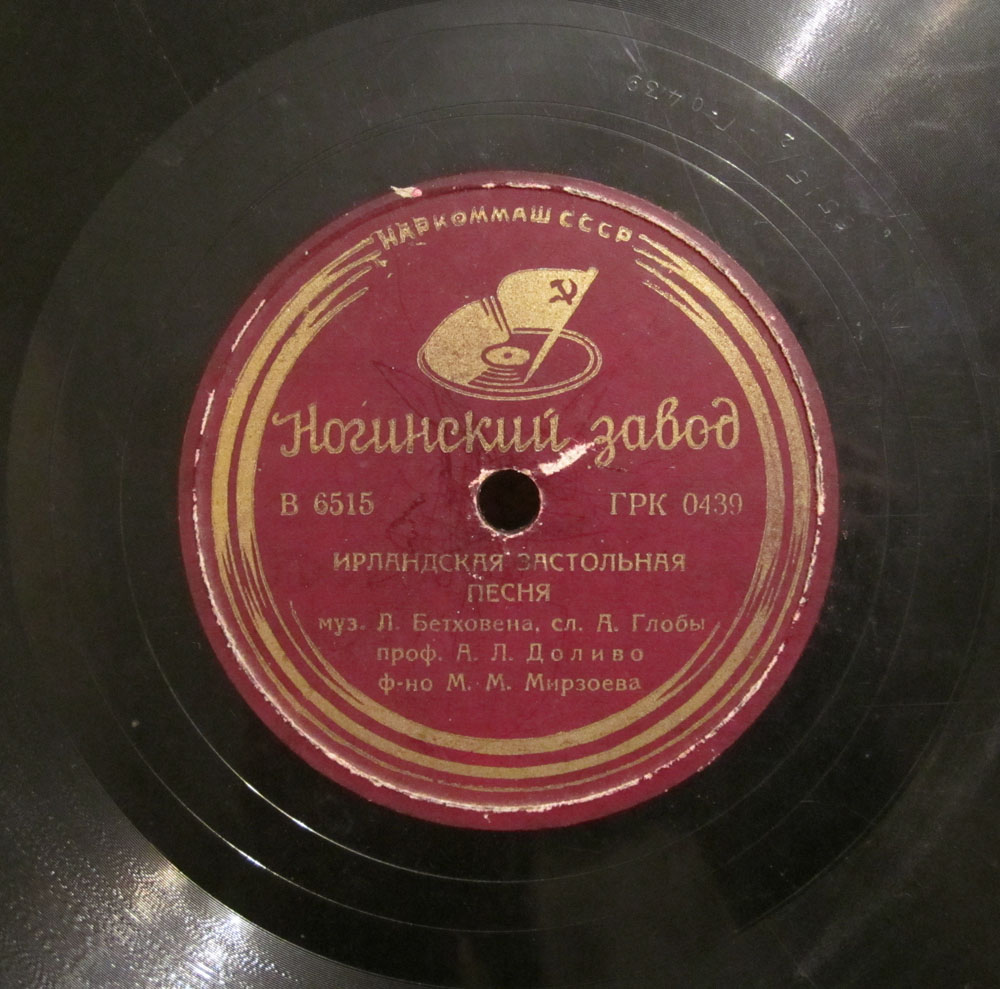 НАРКОММАШ СССР
Ногинский завод
В 6515 ГРК 0439
ИРЛАНДСКАЯ ЗАСТОЛЬНАЯ
ПЕСНЯ
муз. Л. Бетховена, сл. А. Глобы
проф. А. Л. Доливо
ф-но М. М. Мирзоева